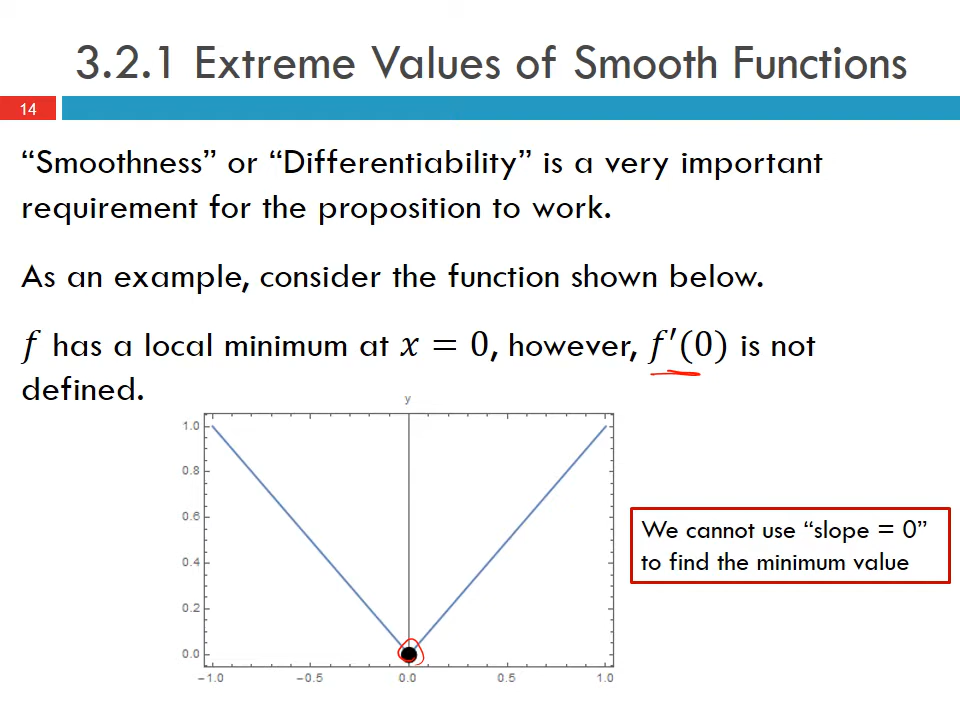 3.2.1 Extreme Values of Smooth Functions
14
“Smoothness” or “Differentiability” is a very important
requirement for the proposition to work.
As an example, consider the function shown below.
f has a local minimum at x = 0, however, f′(0) is not
defined.
y
1.0
0.8
0.6
0.4
0.2
0.0
−1.0 −0.5 0.0 0.5 1.0
We cannot use “slope = 0”
to find the minimum value